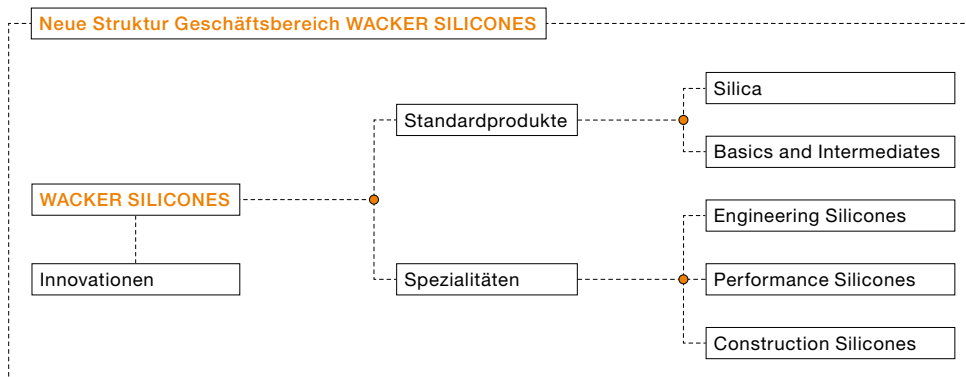 Neue Struktur Geschäftsbereich WACKER SILICONES
Silica
Standardprodukte
Basics and Intermediates
WACKER SILICONES
Engineering Silicones
Innovationen
Spezialitäten
Performance Silicones
Construction Silicones